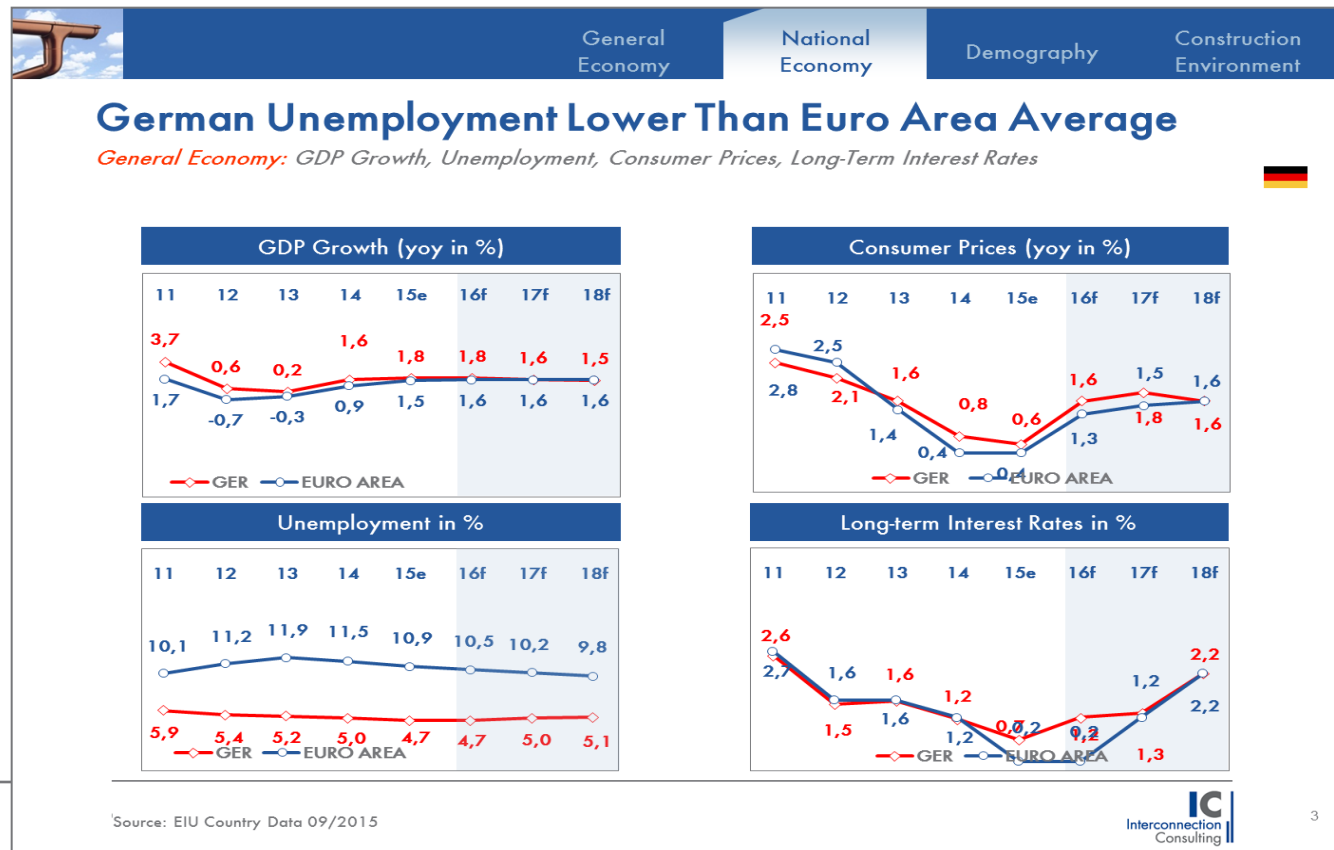 General
Economy
National
Economy
Demography
Construction
Environment
German Unemployment Lower Than Euro Area Average
General Economy: GDP Growth, Unemployment, Consumer Prices, Long-Term Interest Rates
GDP Growth (yoy in %)
11 12 13 14 15e 16f 17f 18f
3,7 0,6 0,2 1,6 1,8 1,8 1,6 1,5
1,7 -0,7 -0,3 0,9 1,5 1,6 1,6 1,6
GER EURO AREA
Consumer Prices (yoy in %)
11 12 13 14 15e 16f 17f 18f
2,5 2,1 1,6 0,8 0,6 1,6 1,8 1,6
2,8 2,5 1,4 0,4 0,4 1,3 1,5 1,6
GER EURO AREA
Unemployment in %
11 12 13 14 15e 16f 17f 18f
10,1 11,2 11,9 11,5 10,9 10,5 10,2 9,8
5,9 5,4 5,2 5,0 4,7 4,7 5,0 5,1
GER EURO AREA
Long-term Interest Rates in %
11 12 13 14 15e 16f 17f 18f
2,6 1,5 1,6 1,2 0,7 1,2 1,3 2,2
2,7 1,6 1,6 1,2 0,2 0,2 1,2 2,2
GER EURO AREA
Source: EIU Country Data 09/2015
IC
Interconnection
Consulting
3